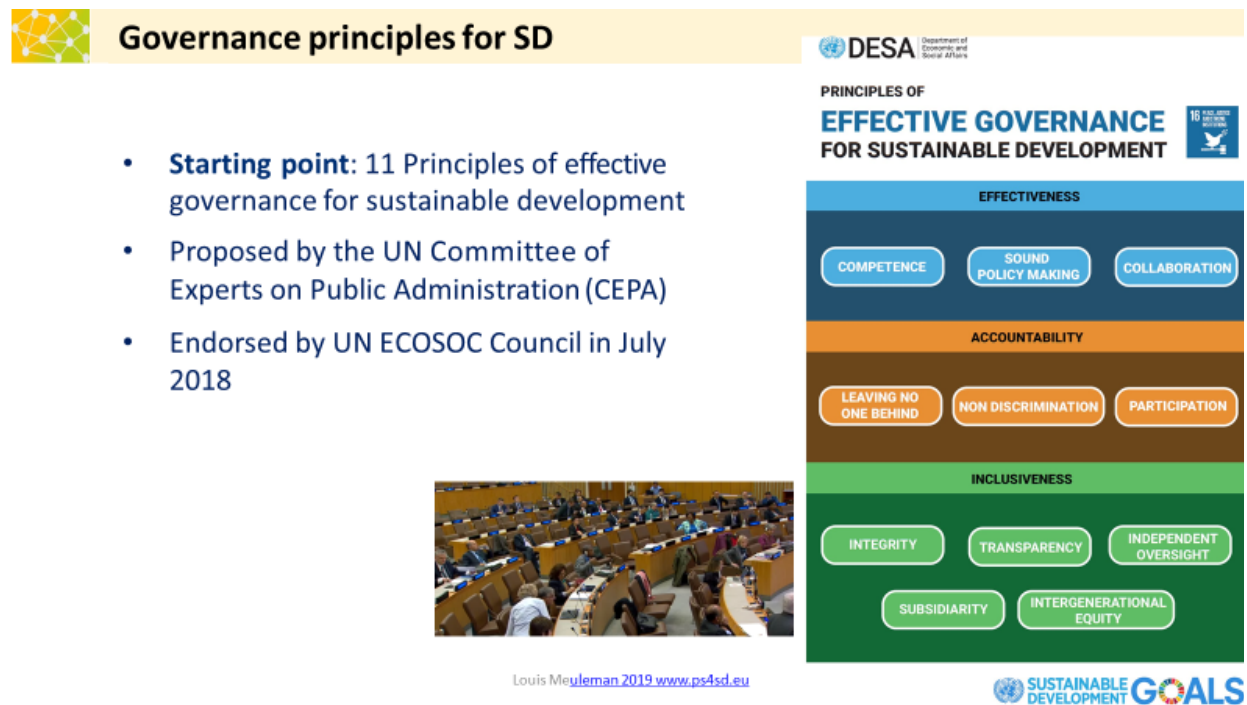 Governance principles for SD
• Starting point: 11 Principles of effective
governance for sustainable development
• Proposed by the UN Committee of
Experts on Public Administration (CEPA)
• Endorsed by UN ECOSOC Council in July
2018
Louis Meuleman 2019 www.ps4sd.eu
DESA
Department of
Economic and
Social Affairs
PRINCIPLES OF
EFFECTIVE GOVERNANCE
FOR SUSTAINABLE DEVELOPMENT
16
EFFECTIVENESS
COMPETENCE
SOUND
POLICY MAKING
COLLABORATION
ACCOUNTABILITY
LEAVING NO
ONE BEHIND
NON DISCRIMINATION
PARTICIPATION
INCLUSIVENESS
INTEGRITY
TRANSPARENCY
INDEPENDENT
OVERSIGHT
SUBSIDIARITY
INTERGENERATIONAL
EQUITY
SUSTAINABLE
DEVELOPMENT
GOALS